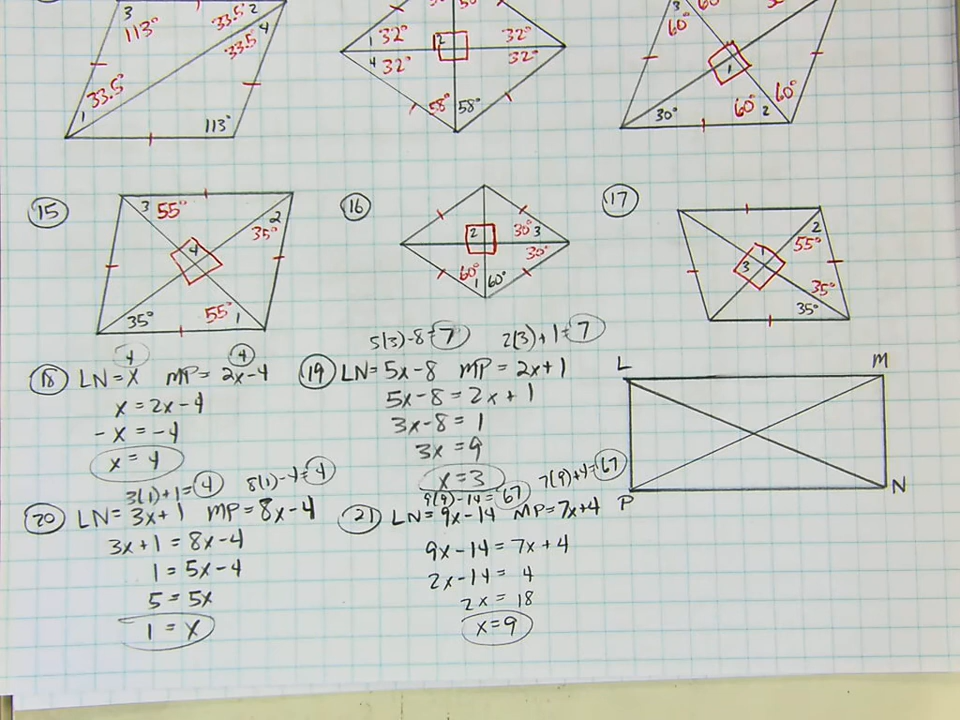 3 113° 33.5° 2
33.5° 4
33.5°
1 113°
1 32° 2 32°
4 32° 32°
58° 58°
3 60°
60° 1
30° 60° 2 60°
15 3 55° 2
35°
4
35° 55° 1
16 2 30° 3
30°
60° 1 60°
17 1 2
55°
3 35°
35°
5(3)-8=7 2(3)+1=7
4 4
18 LN=x MP=2x-4
x=2x-4
-x=-4
x=4
19 LN=5x-8 MP=2x+1
5x-8=2x+1
3x-8=1
3x=9
x=3
L M
P N
3(1)+1=4 8(1)-4=4
20 LN=3x+1 MP=8x-4
3x+1=8x-4
1=5x-4
5=5x
1=x
9(9)-14=67 7(9)+4=67
21 LN=9x-14 MP=7x+4
9x-14=7x+4
2x-14=4
2x=18
x=9